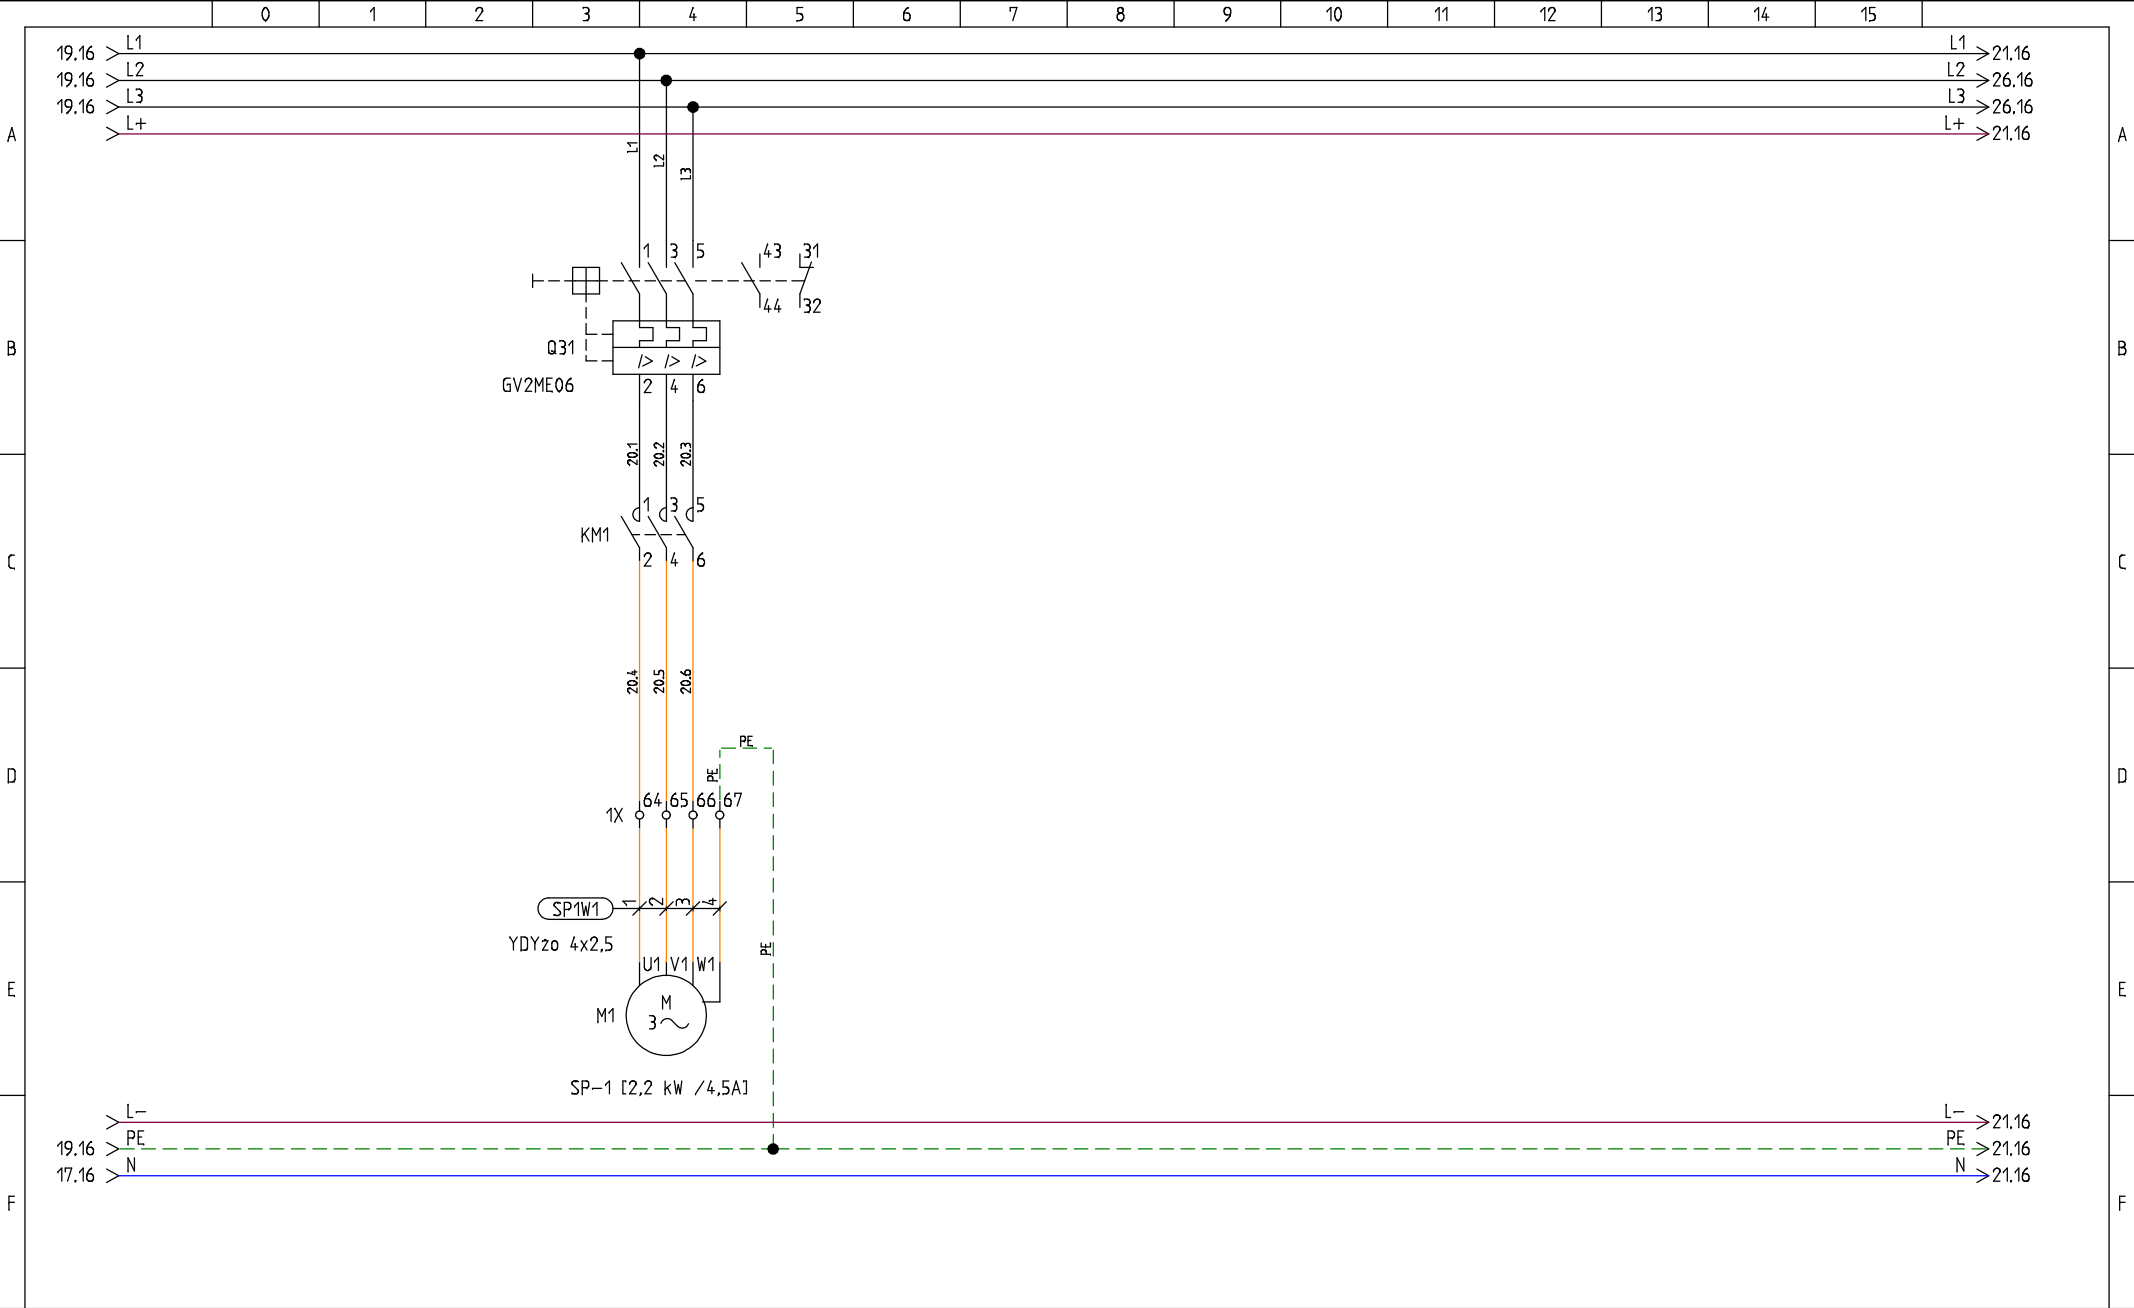 0 1 2 3 4 5 6 7 8 9 10 11 12 13 14 15
19.16 L1 L1 21.16
19.16 L2 L2 26.16
19.16 L3 L3 26.16
L+ L+ 21.16
A A
L1 L2 L3
1 3 5 43 31
44 32
B B
Q31
I> I> I>
GV2ME06 2 4 6
20.1 20.2 20.3
1 3 5
KM1
2 4 6
C C
20.4 20.5 20.6
PE
PE
D D
64 65 66 67
1X
1 2 3 4
SP1W1
YDYżo 4x2,5
PE
U1 V1 W1
E E
M
M1
3~
SP-1 [2,2 kW /4,5A]
L- L- 21.16
19.16 PE PE 21.16
17.16 N N 21.16
F F